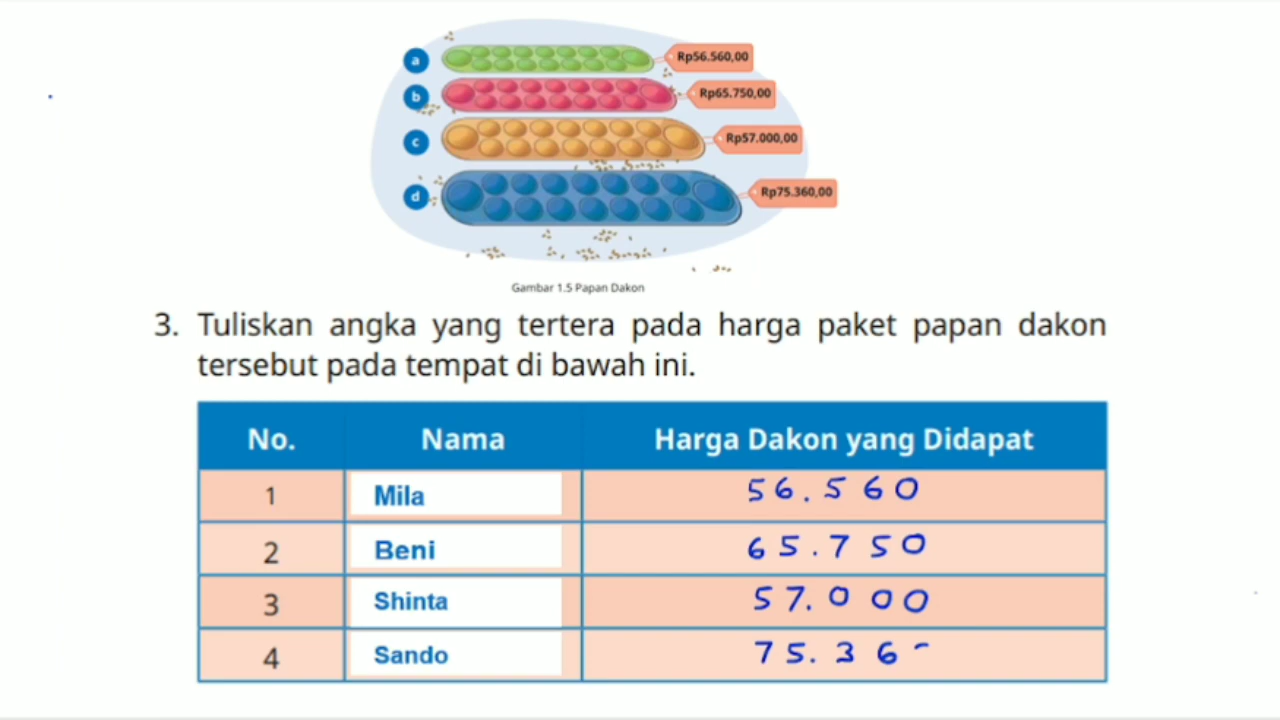 a Rp56.560,00
b Rp65.750,00
c Rp57.000,00
d Rp75.360,00
Gambar 1.5 Papan Dakon
3. Tuliskan angka yang tertera pada harga paket papan dakon
tersebut pada tempat di bawah ini.
No. Nama Harga Dakon yang Didapat
1 Mila 56.560
2 Beni 65.750
3 Shinta 57.000
4 Sando 75.36